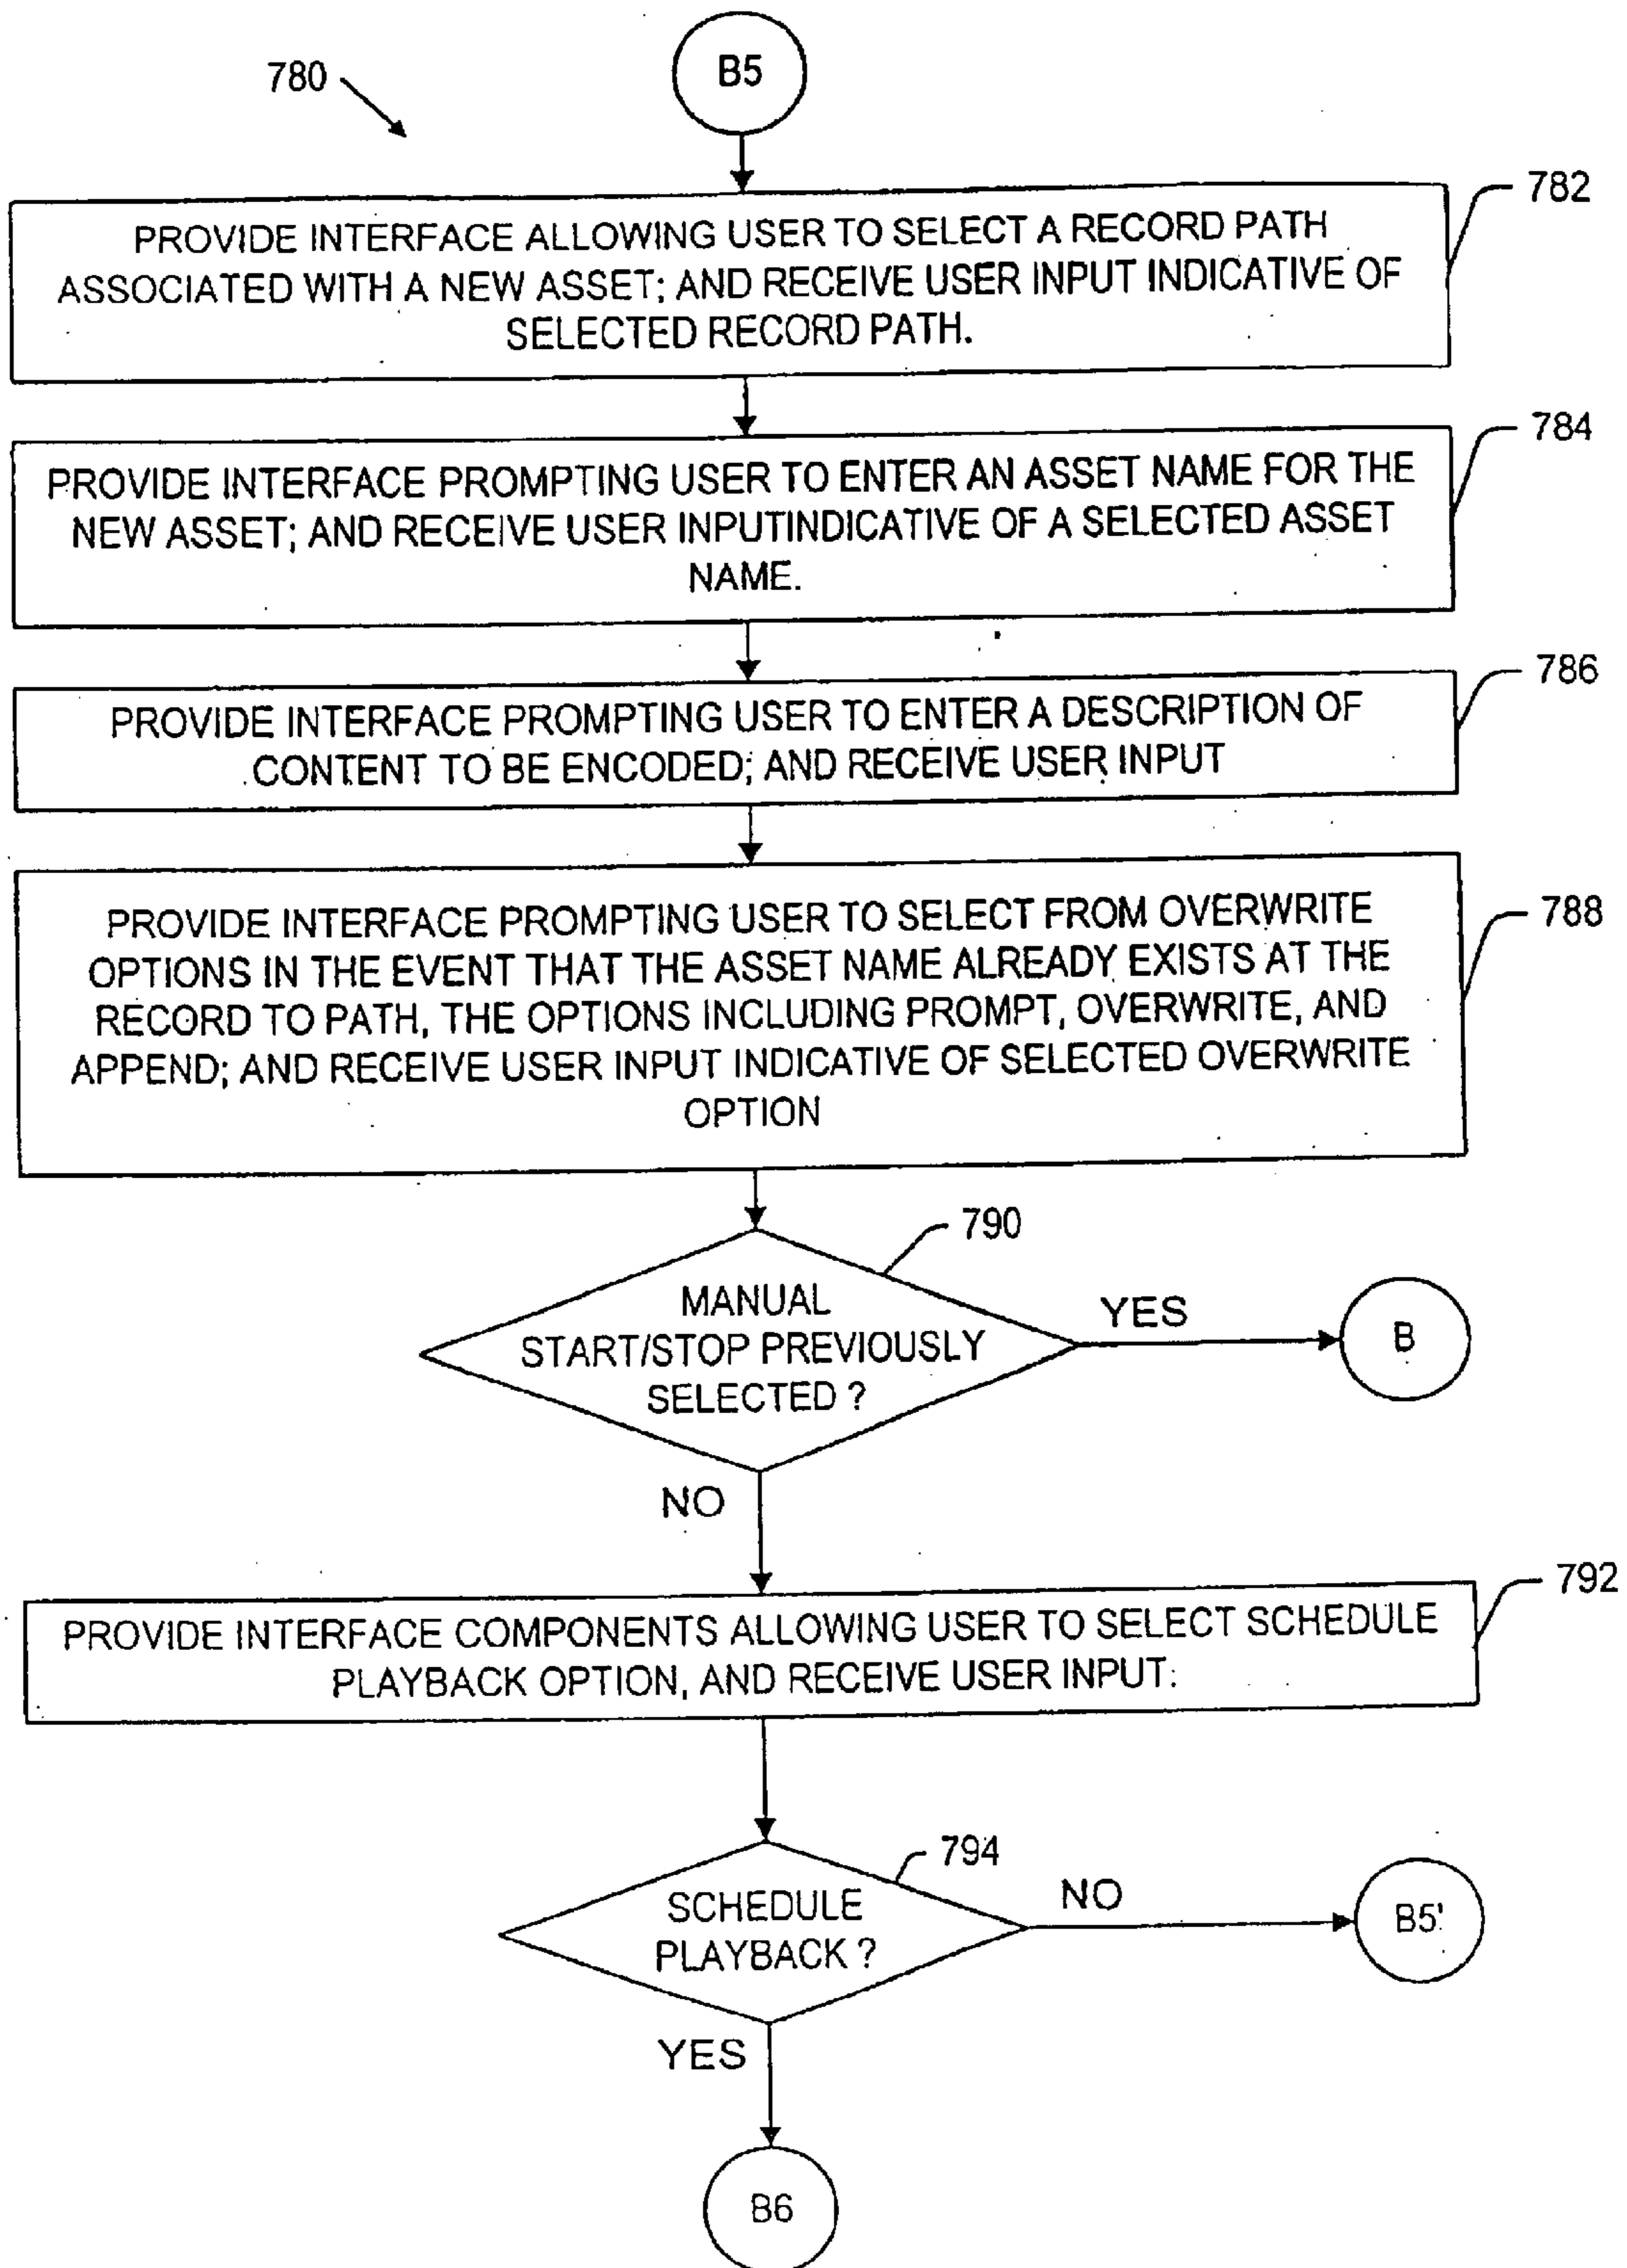 B5
780
782
PROVIDE INTERFACE ALLOWING USER TO SELECT A RECORD PATH
ASSOCIATED WITH A NEW ASSET; AND RECEIVE USER INPUT INDICATIVE OF
SELECTED RECORD PATH.
784
PROVIDE INTERFACE PROMPTING USER TO ENTER AN ASSET NAME FOR THE
NEW ASSET; AND RECEIVE USER INPUTINDICATIVE OF A SELECTED ASSET
NAME.
786
PROVIDE INTERFACE PROMPTING USER TO ENTER A DESCRIPTION OF
CONTENT TO BE ENCODED; AND RECEIVE USER INPUT
788
PROVIDE INTERFACE PROMPTING USER TO SELECT FROM OVERWRITE
OPTIONS IN THE EVENT THAT THE ASSET NAME ALREADY EXISTS AT THE
RECORD TO PATH, THE OPTIONS INCLUDING PROMPT, OVERWRITE, AND
APPEND; AND RECEIVE USER INPUT INDICATIVE OF SELECTED OVERWRITE
OPTION
790
MANUAL
START/STOP PREVIOUSLY
SELECTED ?
YES
B
NO
792
PROVIDE INTERFACE COMPONENTS ALLOWING USER TO SELECT SCHEDULE
PLAYBACK OPTION, AND RECEIVE USER INPUT.
794
SCHEDULE
PLAYBACK ?
NO
B5'
YES
B6